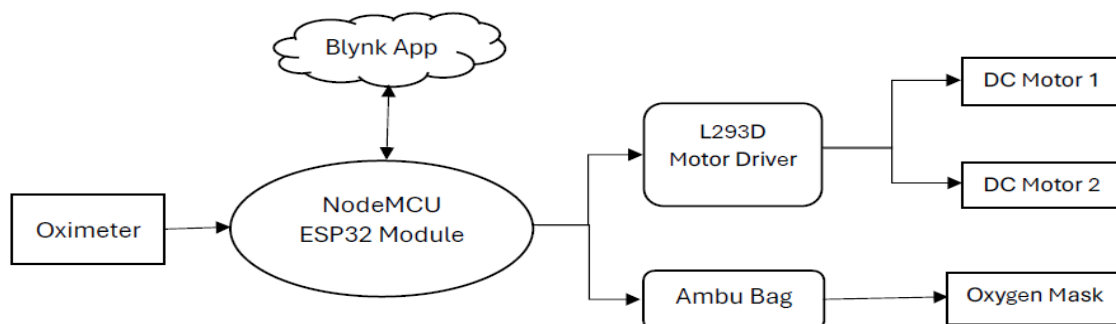 Blynk App
DC Motor 1
L293D
Motor Driver
DC Motor 2
NodeMCU
ESP32 Module
Oximeter
Ambu Bag
Oxygen Mask